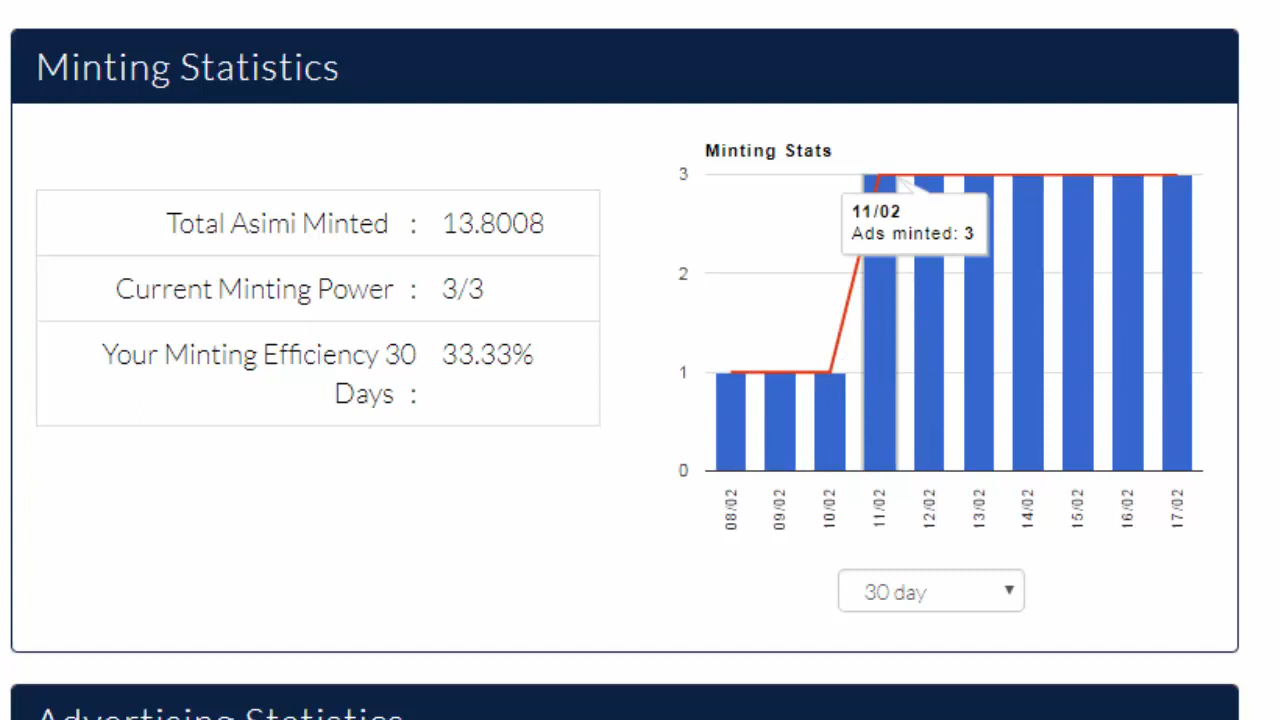 Minting Statistics
Total Asimi Minted : 13.8008
Current Minting Power : 3/3
Your Minting Efficiency 30 33.33%
Days :
Minting Stats
3
2
1
0
11/02
Ads minted: 3
08/02
09/02
10/02
11/02
12/02
13/02
14/02
15/02
16/02
17/02
30 day
Advertising Statistics